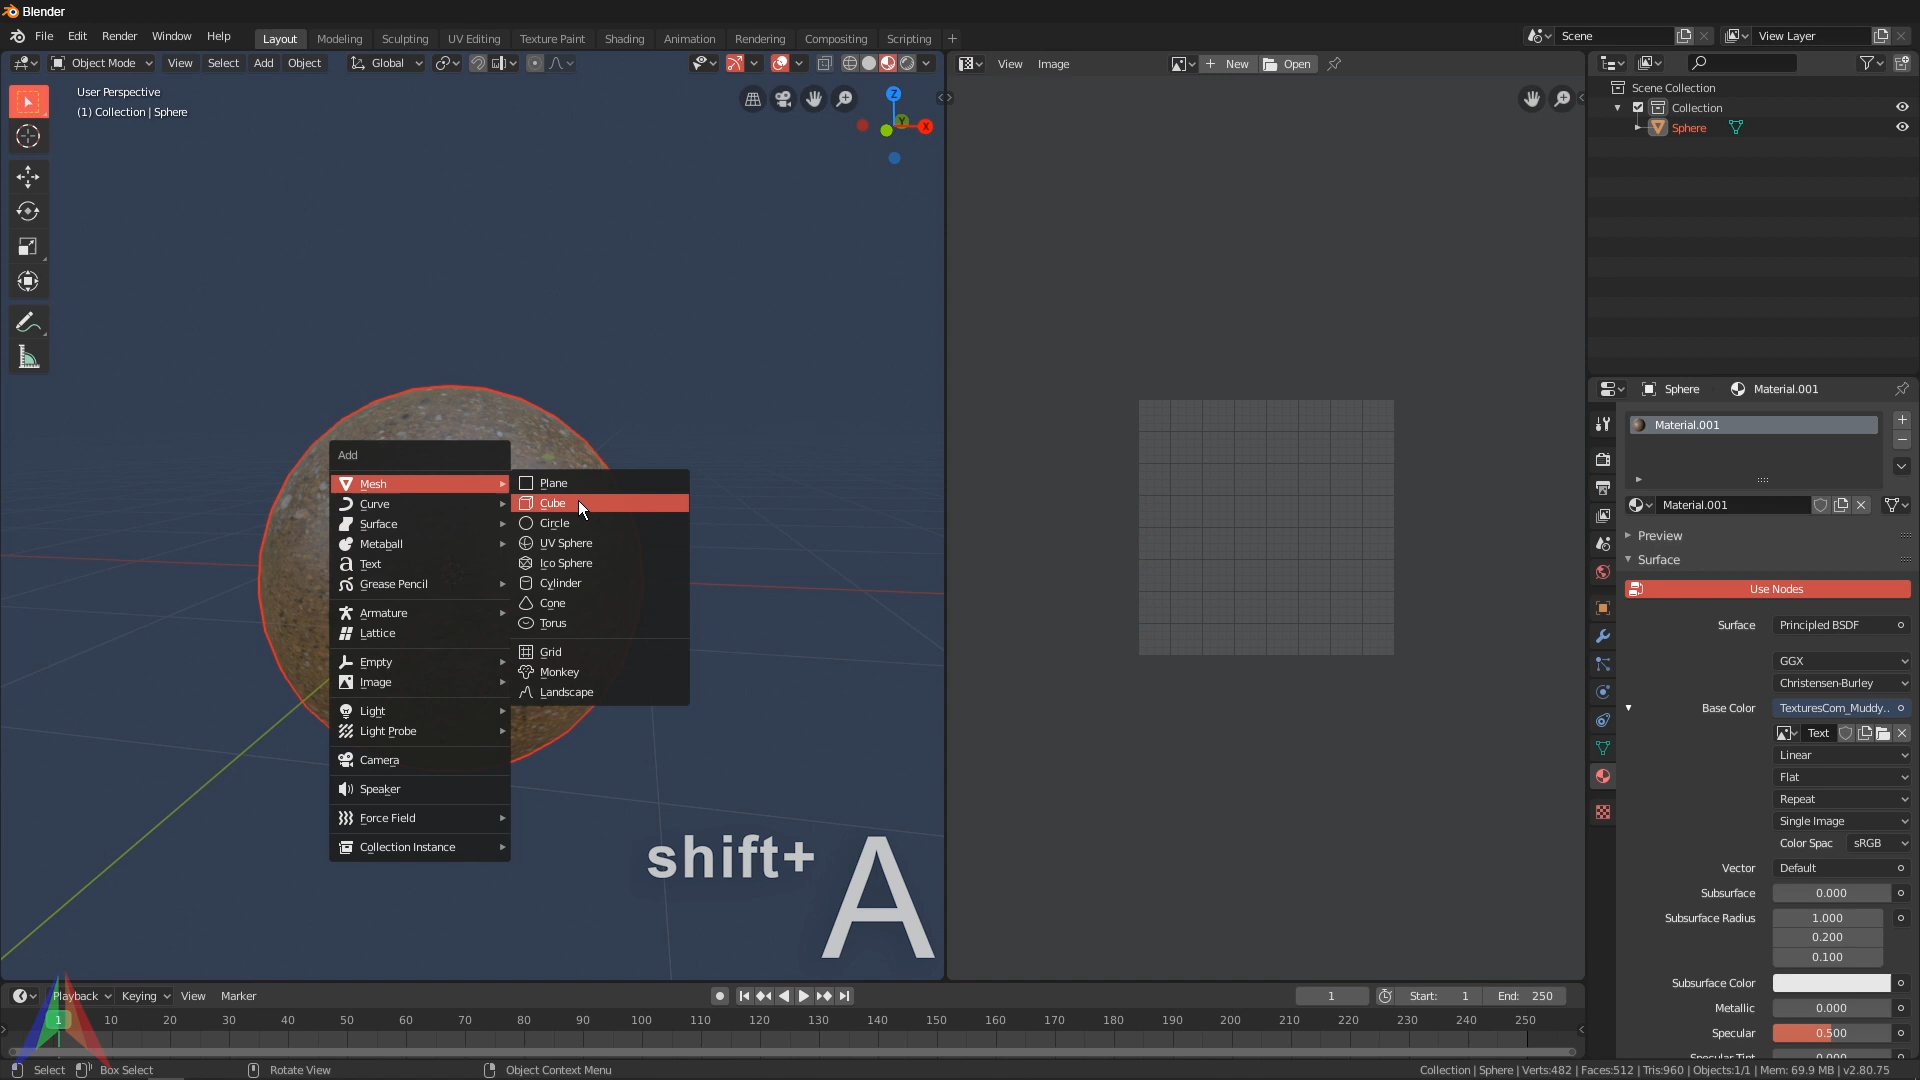 Blender
File Edit Render Window Help Layout Modeling Sculpting UV Editing Texture Paint Shading Animation Rendering Compositing Scripting + Scene View Layer
Object Mode View Select Add Object Global
View Image + New Open
User Perspective
(1) Collection | Sphere
Z
Y
X
Scene Collection
Collection
Sphere
Add
Mesh
Curve
Surface
Metaball
Text
Grease Pencil
Armature
Lattice
Empty
Image
Light
Light Probe
Camera
Speaker
Force Field
Collection Instance
Plane
Cube
Circle
UV Sphere
Ico Sphere
Cylinder
Cone
Torus
Grid
Monkey
Landscape
shift+ A
Sphere Material.001
Material.001
Material.001
Preview
Surface
Use Nodes
Surface Principled BSDF
GGX
Christensen-Burley
Base Color TexturesCom_Muddy..
Text
Linear
Flat
Repeat
Single Image
Color Spac sRGB
Vector Default
Subsurface 0.000
Subsurface Radius 1.000
0.200
0.100
Subsurface Color
Metallic 0.000
Specular 0.500
Specular Tint 0.000
Playback Keying View Marker 1 Start: 1 End: 250
1 10 20 30 40 50 60 70 80 90 100 110 120 130 140 150 160 170 180 190 200 210 220 230 240 250
Select Box Select Rotate View Object Context Menu Collection | Sphere | Verts:482 | Faces:512 | Tris:960 | Objects:1/1 | Mem: 69.9 MB | v2.80.75